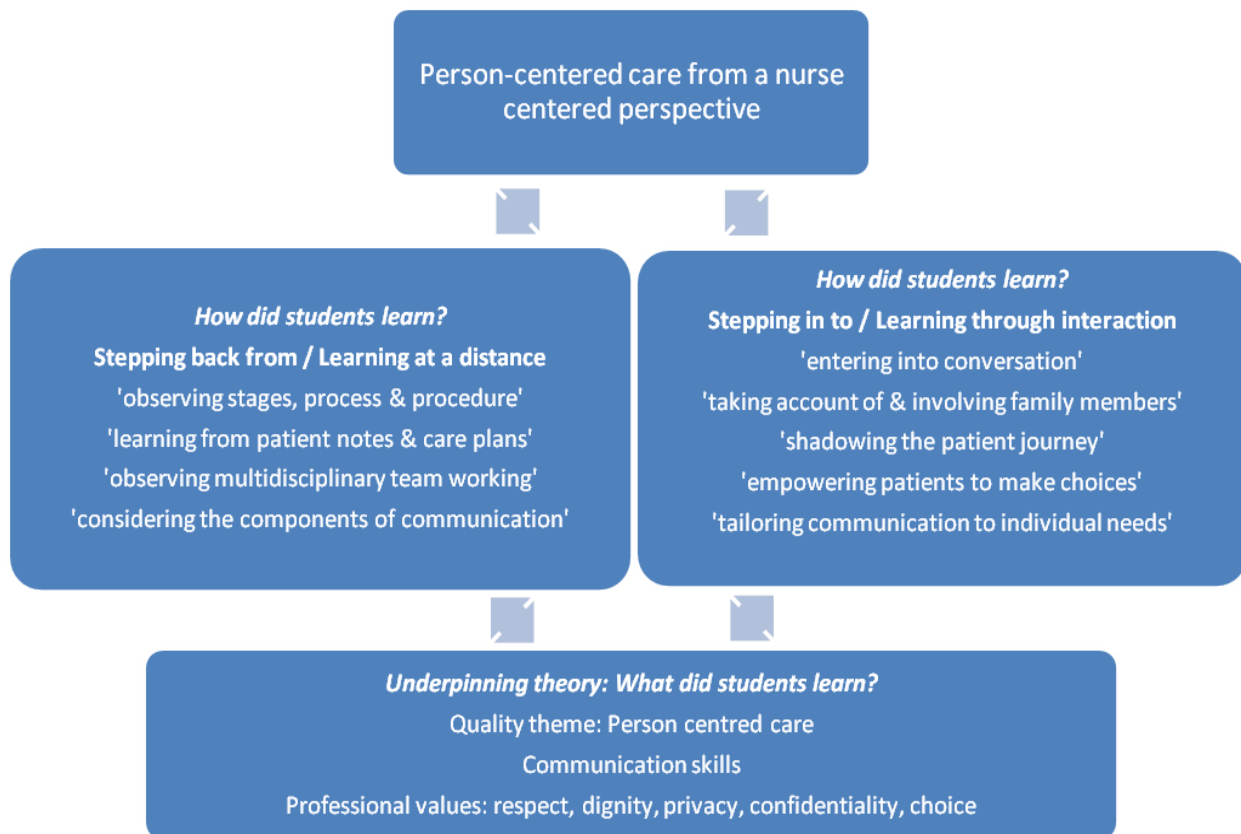 Person-centered care from a nurse
centered perspective
How did students learn?
Stepping back from / Learning at a distance
'observing stages, process & procedure'
'learning from patient notes & care plans'
'observing multidisciplinary team working'
'considering the components of communication'
How did students learn?
Stepping in to / Learning through interaction
'entering into conversation'
'taking account of & involving family members'
'shadowing the patient journey'
'empowering patients to make choices'
'tailoring communication to individual needs'
Underpinning theory: What did students learn?
Quality theme: Person centred care
Communication skills
Professional values: respect, dignity, privacy, confidentiality, choice